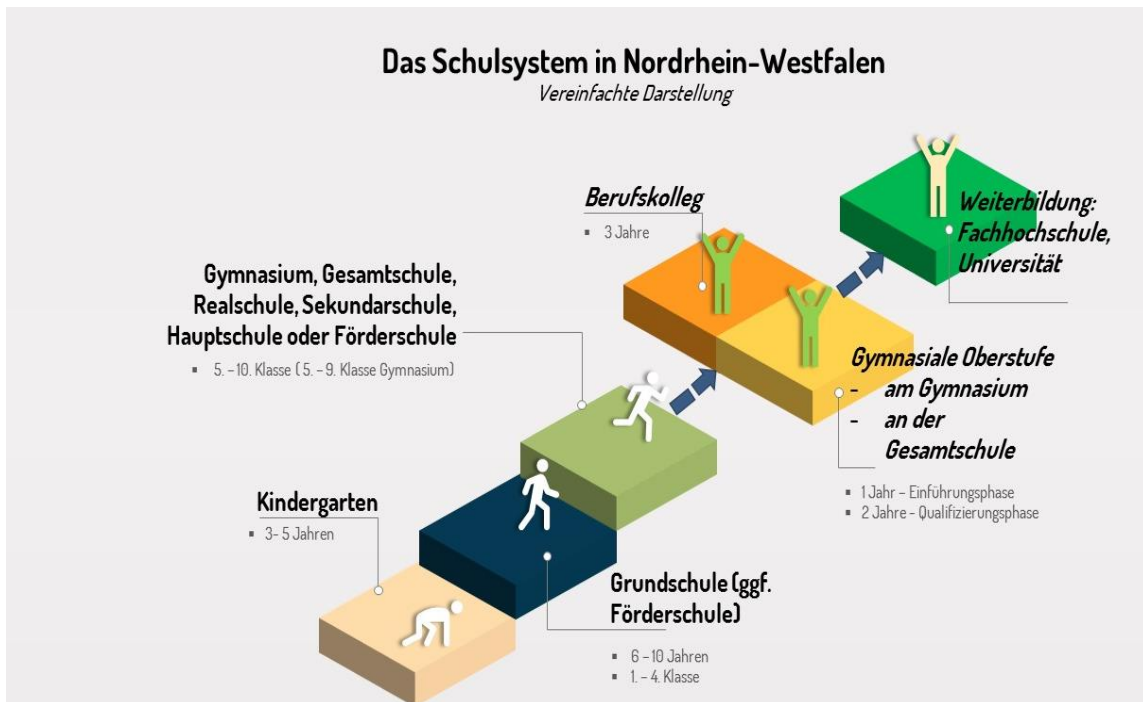 Das Schulsystem in Nordrhein-Westfalen
Vereinfachte Darstellung
Weiterbildung:
Fachhochschule,
Universität
Berufskolleg
▪ 3 Jahre
Gymnasium, Gesamtschule,
Realschule, Sekundarschule,
Hauptschule oder Förderschule
▪ 5. – 10. Klasse ( 5. – 9. Klasse Gymnasium)
Gymnasiale Oberstufe
- am Gymnasium
- an der
Gesamtschule
▪ 1 Jahr – Einführungsphase
▪ 2 Jahre - Qualifizierungsphase
Kindergarten
▪ 3- 5 Jahren
Grundschule (ggf.
Förderschule)
▪ 6 – 10 Jahren
▪ 1. – 4. Klasse